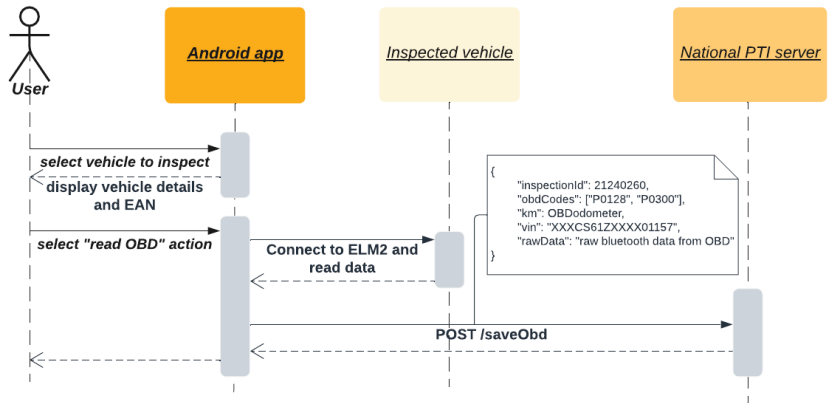 Android app
Inspected vehicle
National PTI server
User
select vehicle to inspect
display vehicle details
and EAN
select "read OBD" action
Connect to ELM2 and
read data
{
"inspectionId": 21240260,
"obdCodes": ["P0128", "P0300"],
"km": OBDodometer,
"vin": "XXXCS61ZXXXX01157",
"rawData": "raw bluetooth data from OBD"
}
POST /saveObd